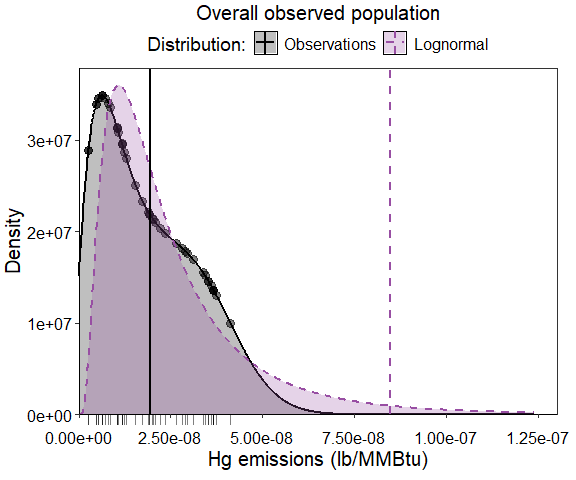 Overall observed population
Distribution: Observations Lognormal
Density
3e+07
2e+07
1e+07
0e+00
0.00e+00 2.50e-08 5.00e-08 7.50e-08 1.00e-07 1.25e-07
Hg emissions (lb/MMBtu)